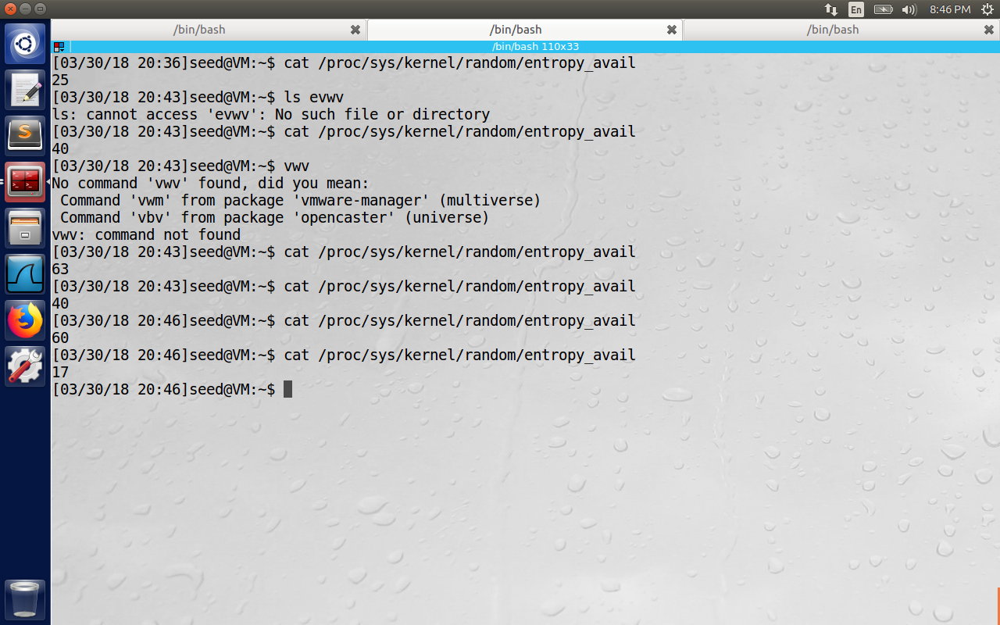 En 8:46 PM
/bin/bash /bin/bash /bin/bash
/bin/bash 110x33
[03/30/18 20:36]seed@VM:~$ cat /proc/sys/kernel/random/entropy_avail
25
[03/30/18 20:43]seed@VM:~$ ls evwv
ls: cannot access 'evwv': No such file or directory
[03/30/18 20:43]seed@VM:~$ cat /proc/sys/kernel/random/entropy_avail
40
[03/30/18 20:43]seed@VM:~$ vwv
No command 'vwv' found, did you mean:
 Command 'vwm' from package 'vmware-manager' (multiverse)
 Command 'vbv' from package 'opencaster' (universe)
vwv: command not found
[03/30/18 20:43]seed@VM:~$ cat /proc/sys/kernel/random/entropy_avail
63
[03/30/18 20:43]seed@VM:~$ cat /proc/sys/kernel/random/entropy_avail
40
[03/30/18 20:46]seed@VM:~$ cat /proc/sys/kernel/random/entropy_avail
60
[03/30/18 20:46]seed@VM:~$ cat /proc/sys/kernel/random/entropy_avail
17
[03/30/18 20:46]seed@VM:~$